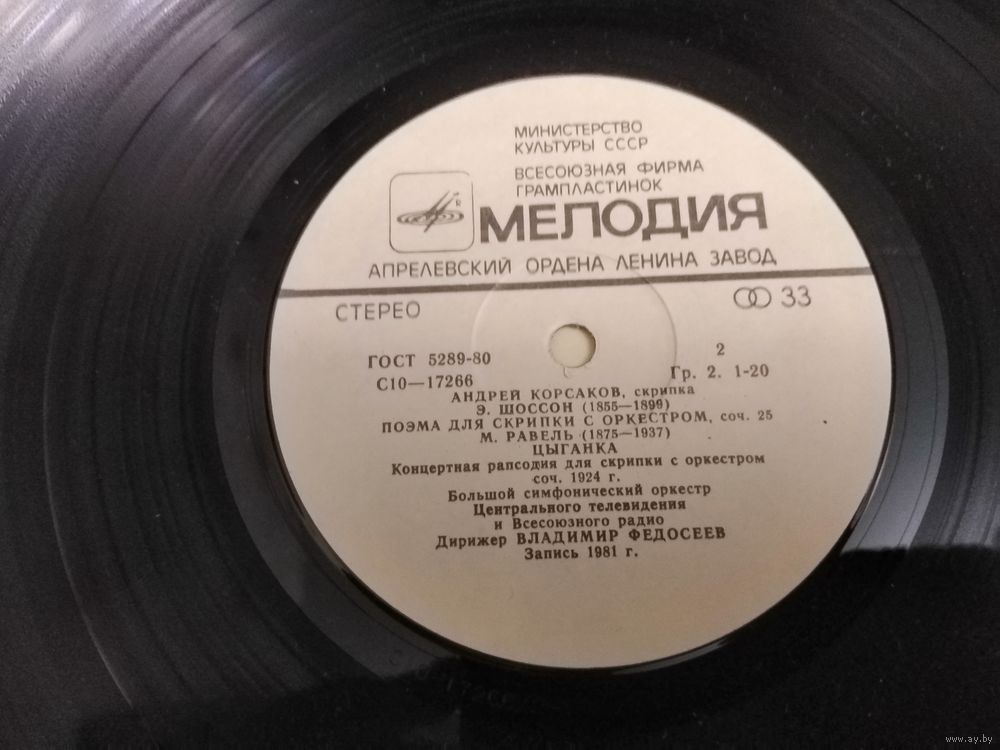 МИНИСТЕРСТВО
КУЛЬТУРЫ СССР
ВСЕСОЮЗНАЯ ФИРМА
ГРАМПЛАСТИНОК
R
МЕЛОДИЯ
АПРЕЛЕВСКИЙ ОРДЕНА ЛЕНИНА ЗАВОД
СТЕРЕО
33
ГОСТ 5289-80
2
С10—17266
Гр. 2. 1-20
АНДРЕЙ КОРСАКОВ, скрипка
Э. ШОССОН (1855—1899)
ПОЭМА ДЛЯ СКРИПКИ С ОРКЕСТРОМ, соч. 25
М. РАВЕЛЬ (1875—1937)
ЦЫГАНКА
Концертная рапсодия для скрипки с оркестром
соч. 1924 г.
Большой симфонический оркестр
Центрального телевидения
и Всесоюзного радио
Дирижер ВЛАДИМИР ФЕДОСЕЕВ
Запись 1981 г.
www.ay.by